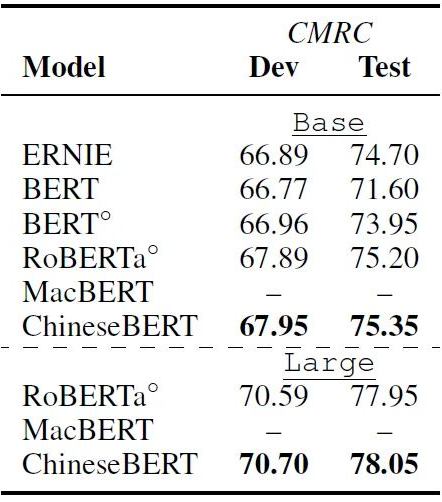 CMRC
Model Dev Test
Base
ERNIE 66.89 74.70
BERT 66.77 71.60
BERT° 66.96 73.95
RoBERTa° 67.89 75.20
MacBERT – –
ChineseBERT 67.95 75.35
Large
RoBERTa° 70.59 77.95
MacBERT – –
ChineseBERT 70.70 78.05